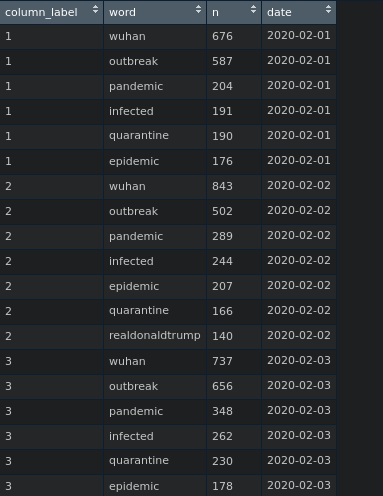 column_label word n date
1 wuhan 676 2020-02-01
1 outbreak 587 2020-02-01
1 pandemic 204 2020-02-01
1 infected 191 2020-02-01
1 quarantine 190 2020-02-01
1 epidemic 176 2020-02-01
2 wuhan 843 2020-02-02
2 outbreak 502 2020-02-02
2 pandemic 289 2020-02-02
2 infected 244 2020-02-02
2 epidemic 207 2020-02-02
2 quarantine 166 2020-02-02
2 realdonaldtrump 140 2020-02-02
3 wuhan 737 2020-02-03
3 outbreak 656 2020-02-03
3 pandemic 348 2020-02-03
3 infected 262 2020-02-03
3 quarantine 230 2020-02-03
3 epidemic 178 2020-02-03